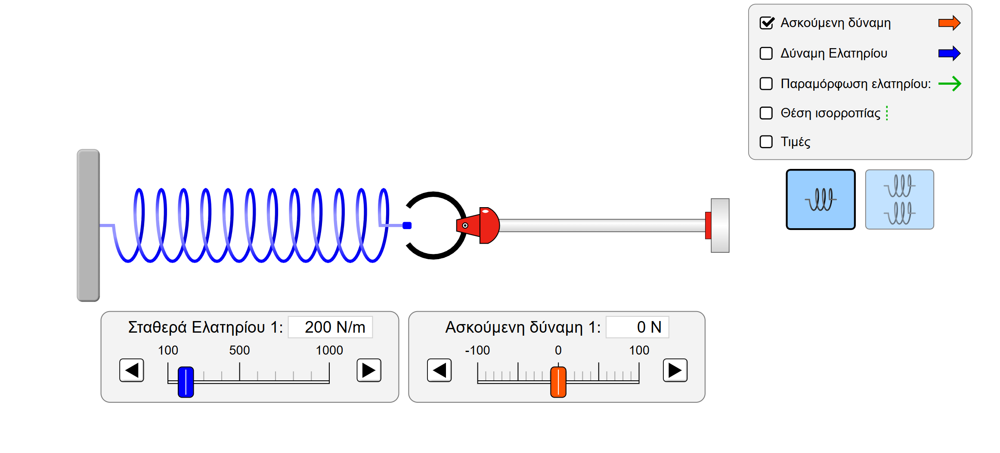 Ασκούμενη δύναμη
Δύναμη Ελατηρίου
Παραμόρφωση ελατηρίου:
Θέση ισορροπίας
Τιμές
Σταθερά Ελατηρίου 1: 200 N/m
100 500 1000
Ασκούμενη δύναμη 1: 0 N
-100 0 100